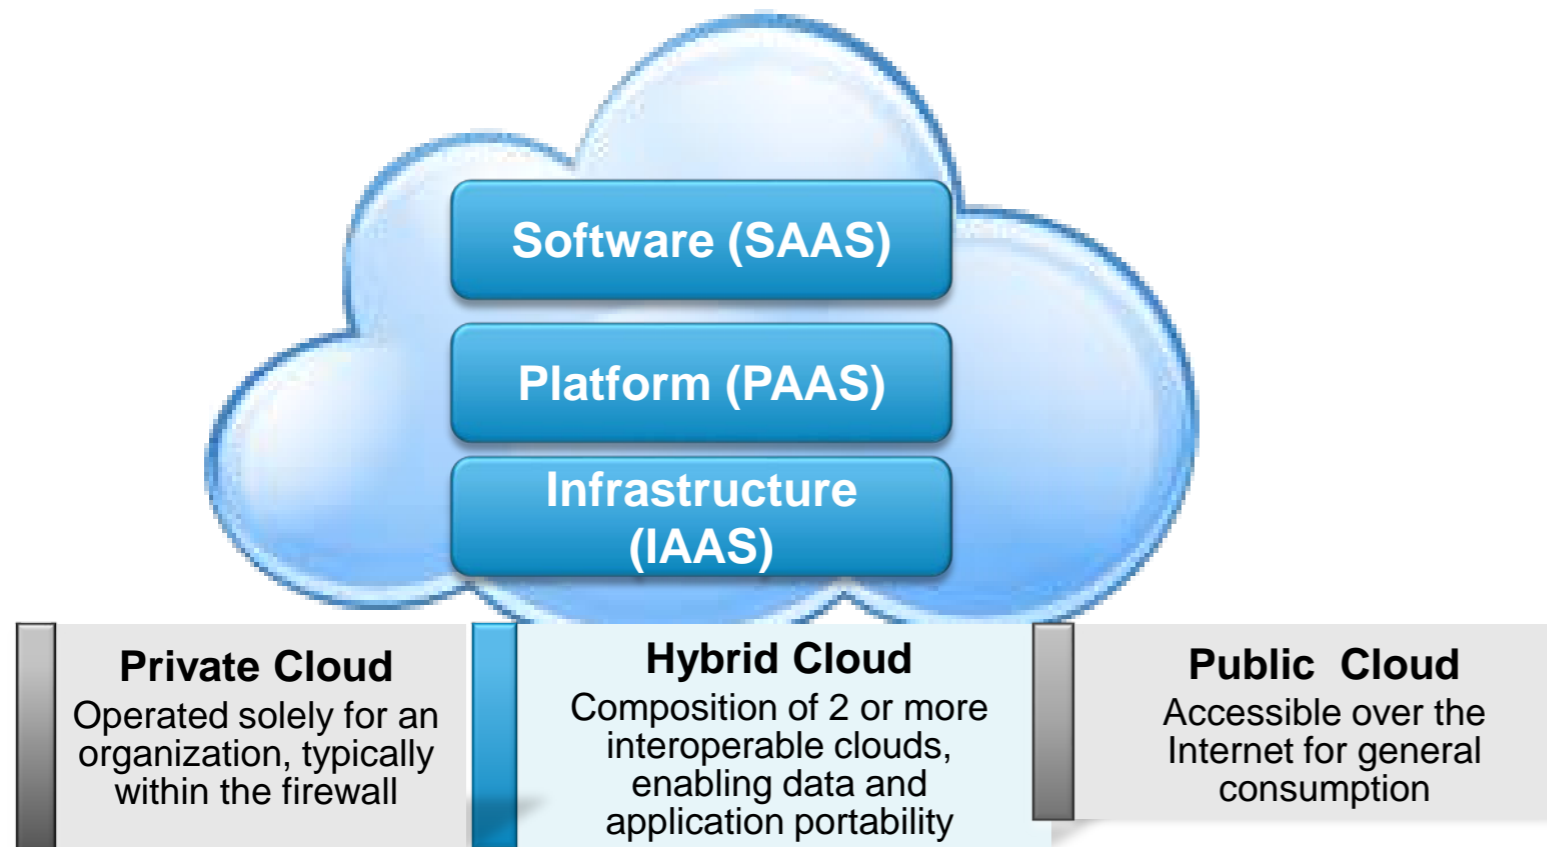 Software (SAAS)
Platform (PAAS)
Infrastructure
(IAAS)
Private Cloud
Operated solely for an
organization, typically
within the firewall
Hybrid Cloud
Composition of 2 or more
interoperable clouds,
enabling data and
application portability
Public  Cloud
Accessible over the
Internet for general
consumption